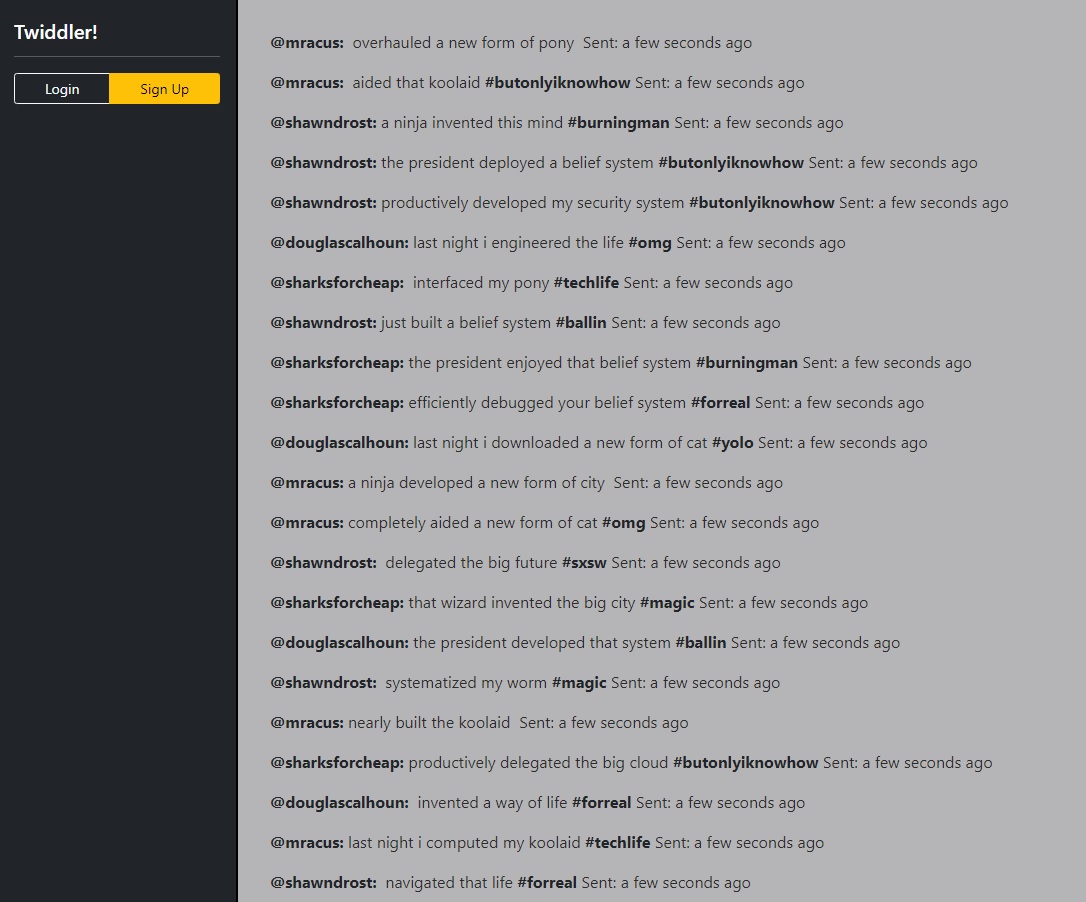 Twiddler!
Login
Sign Up
@mracus: overhauled a new form of pony Sent: a few seconds ago
@mracus: aided that koolaid #butonlyiknowhow Sent: a few seconds ago
@shawndrost: a ninja invented this mind #burningman Sent: a few seconds ago
@shawndrost: the president deployed a belief system #butonlyiknowhow Sent: a few seconds ago
@shawndrost: productively developed my security system #butonlyiknowhow Sent: a few seconds ago
@douglascalhoun: last night i engineered the life #omg Sent: a few seconds ago
@sharksforcheap: interfaced my pony #techlife Sent: a few seconds ago
@shawndrost: just built a belief system #ballin Sent: a few seconds ago
@sharksforcheap: the president enjoyed that belief system #burningman Sent: a few seconds ago
@sharksforcheap: efficiently debugged your belief system #forreal Sent: a few seconds ago
@douglascalhoun: last night i downloaded a new form of cat #yolo Sent: a few seconds ago
@mracus: a ninja developed a new form of city Sent: a few seconds ago
@mracus: completely aided a new form of cat #omg Sent: a few seconds ago
@shawndrost: delegated the big future #sxsw Sent: a few seconds ago
@sharksforcheap: that wizard invented the big city #magic Sent: a few seconds ago
@douglascalhoun: the president developed that system #ballin Sent: a few seconds ago
@shawndrost: systematized my worm #magic Sent: a few seconds ago
@mracus: nearly built the koolaid Sent: a few seconds ago
@sharksforcheap: productively delegated the big cloud #butonlyiknowhow Sent: a few seconds ago
@douglascalhoun: invented a way of life #forreal Sent: a few seconds ago
@mracus: last night i computed my koolaid #techlife Sent: a few seconds ago
@shawndrost: navigated that life #forreal Sent: a few seconds ago